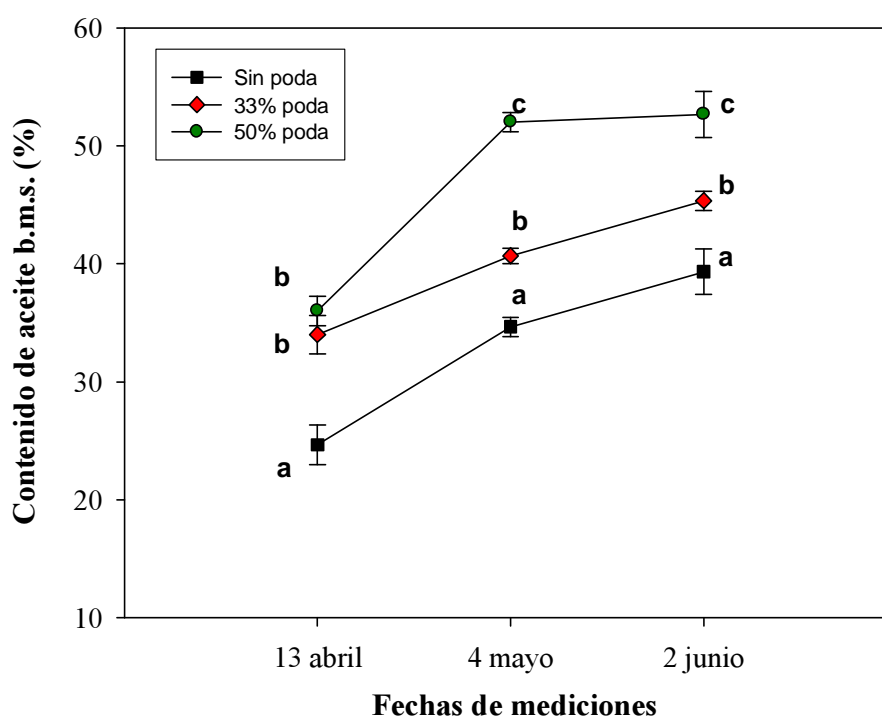 60
50
40
30
20
10
Contenido de aceite b.m.s. (%)
Sin poda
33% poda
50% poda
c
c
b
b
b
a
b
a
a
13 abril
4 mayo
2 junio
Fechas de mediciones